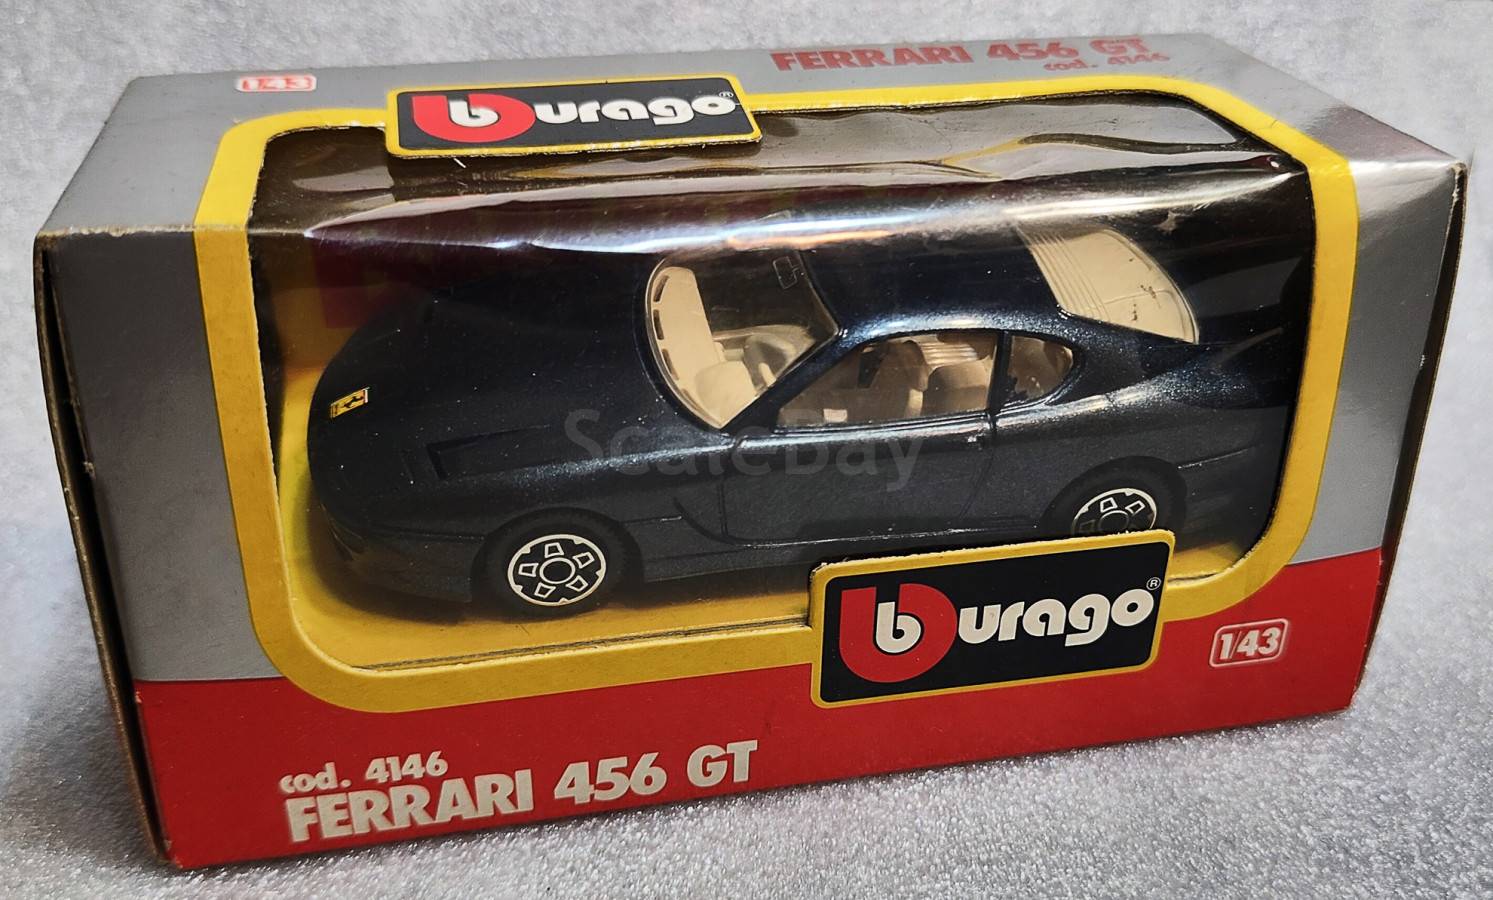 1/43
FERRARI 456 GT
cod. 4146
burago®
ScaleBay
burago®
1/43
cod. 4146
FERRARI 456 GT